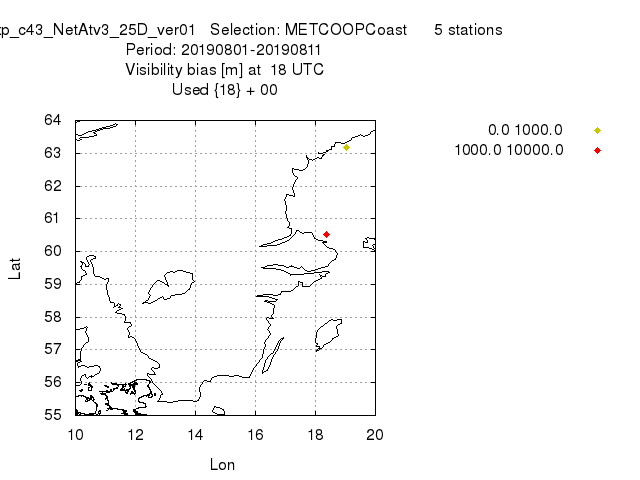 xp_c43_NetAtv3_25D_ver01 Selection: METCOOPCoast 5 stations
Period: 20190801-20190811
Visibility bias [m] at 18 UTC
Used {18} + 00
0.0 1000.0
1000.0 10000.0
64
63
62
61
60
59
58
57
56
55
Lat
10 12 14 16 18 20
Lon